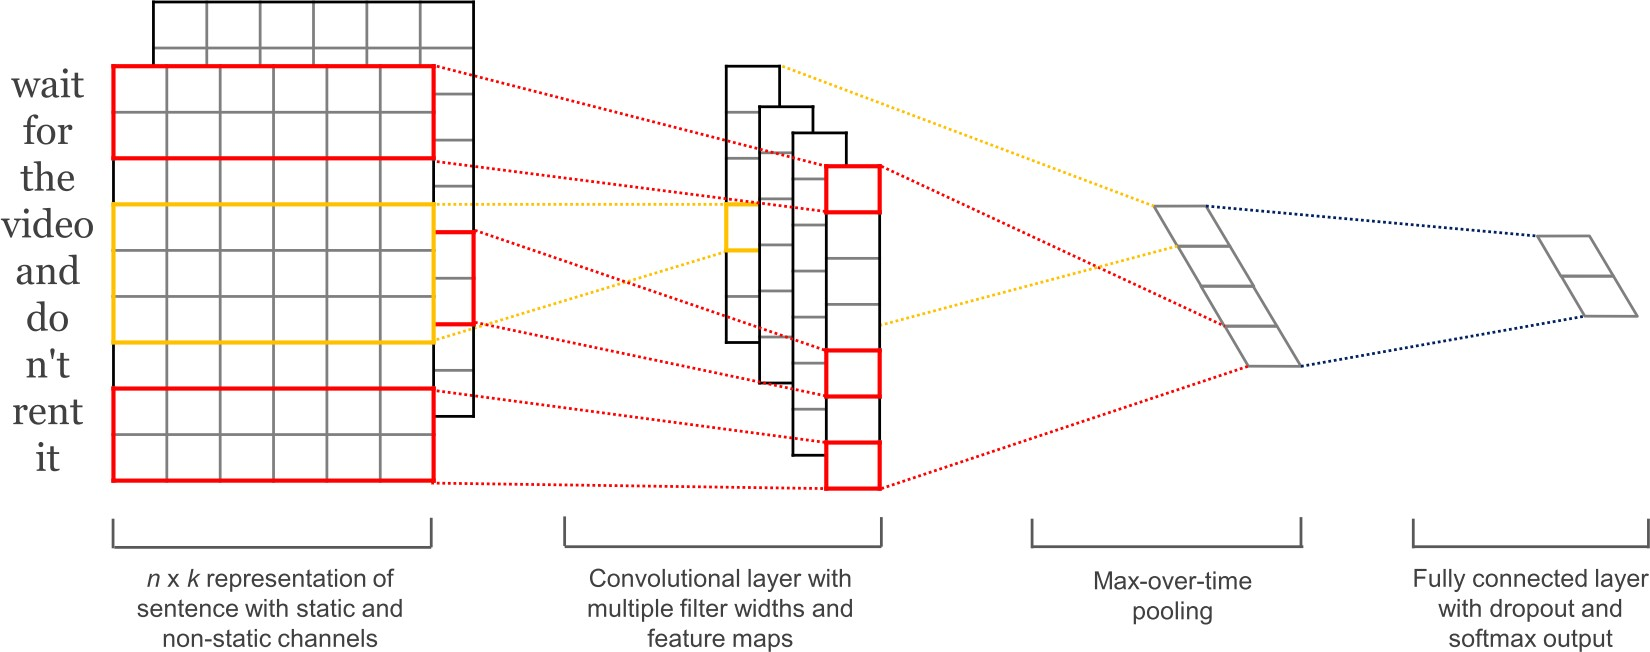 wait
for
the
video
and
do
n't
rent
it
n x k representation of
sentence with static and
non-static channels
Convolutional layer with
multiple filter widths and
feature maps
Max-over-time
pooling
Fully connected layer
with dropout and
softmax output